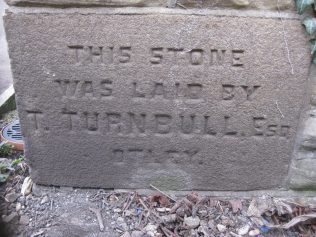 THIS STONE
WAS LAID BY
T. TURNBULL. Esq
OTLEY.